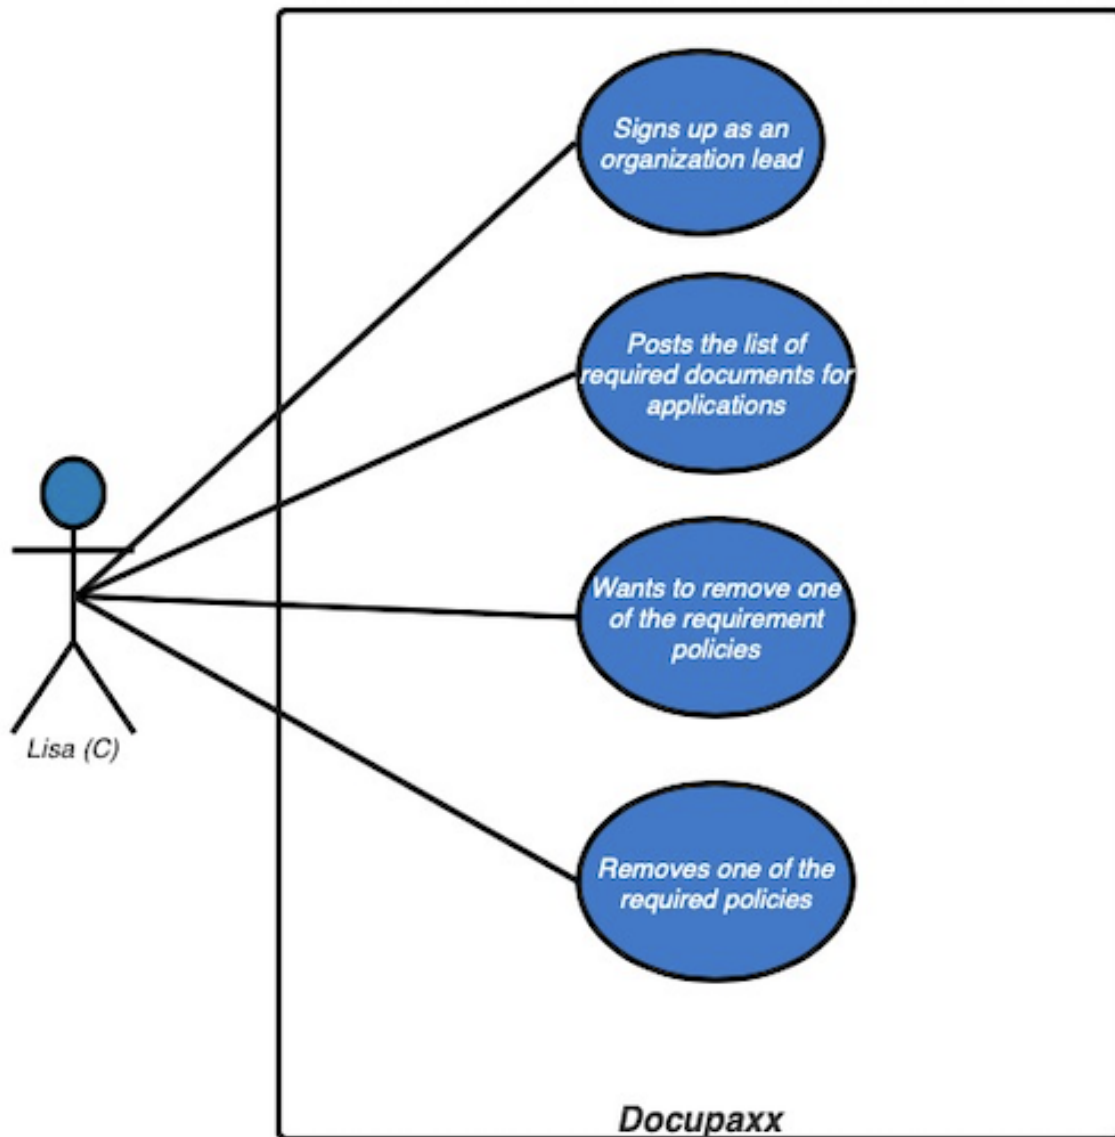 Signs up as an
organization lead
Posts the list of
required documents for
applications
Wants to remove one
of the requirement
policies
Lisa (C)
Removes one of the
required policies
Docupaxx